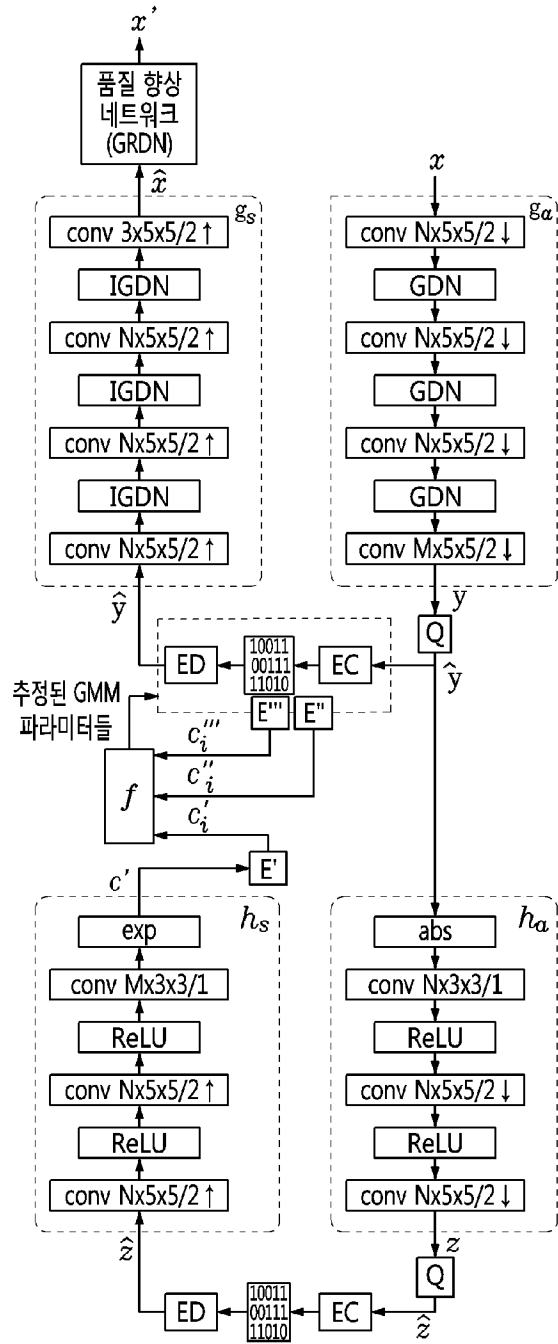 x'
품질 향상
네트워크
(GRDN)
x̂
g_s
conv 3x5x5/2↑
IGDN
conv Nx5x5/2↑
IGDN
conv Nx5x5/2↑
IGDN
conv Nx5x5/2↑
ŷ
x
g_a
conv Nx5x5/2↓
GDN
conv Nx5x5/2↓
GDN
conv Nx5x5/2↓
GDN
conv Mx5x5/2↓
y
Q
ŷ
ED
10011
00111
11010
EC
E'''
E''
추정된 GMM
파라미터들
f
c_i'''
c_i''
c_i'
E'
c'
h_s
exp
conv Mx3x3/1
ReLU
conv Nx5x5/2↑
ReLU
conv Nx5x5/2↑
ẑ
h_a
abs
conv Nx3x3/1
ReLU
conv Nx5x5/2↓
ReLU
conv Nx5x5/2↓
z
Q
ẑ
ED
10011
00111
11010
EC